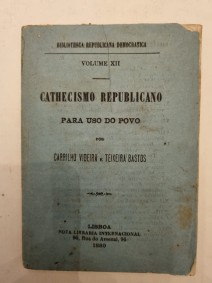 BIBLIOTHECA REPUBLICANA DEMOCRATICA
VOLUME XII
CATHECISMO REPUBLICANO
PARA USO DO POVO
POR
CARRILHO VIDEIRA e TEIXEIRA BASTOS
LISBOA
NOVA LIVRARIA INTERNACIONAL
96, Rua do Arsenal, 96
1880